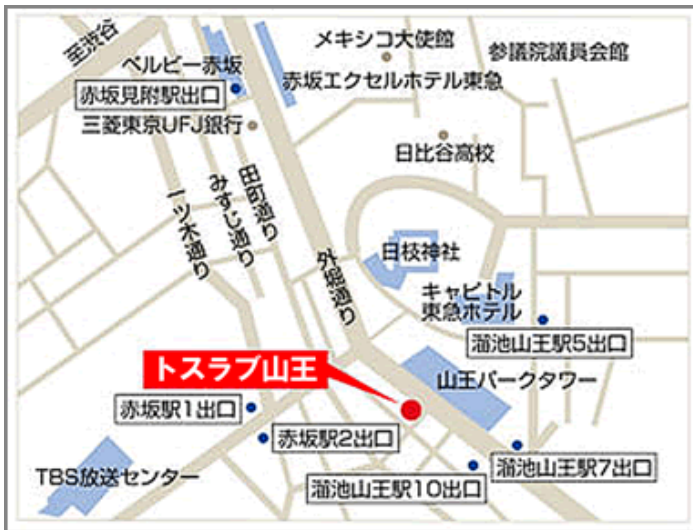 至渋谷
メキシコ大使館
参議院議員会館
ベルビー赤坂
赤坂エクセルホテル東急
赤坂見附駅出口
三菱東京UFJ銀行
日比谷高校
田町通り
みすじ通り
一ツ木通り
外堀通り
日枝神社
キャピトル
東急ホテル
溜池山王駅5出口
トスラブ山王
山王パークタワー
赤坂駅1出口
赤坂駅2出口
TBS放送センター
溜池山王駅7出口
溜池山王駅10出口